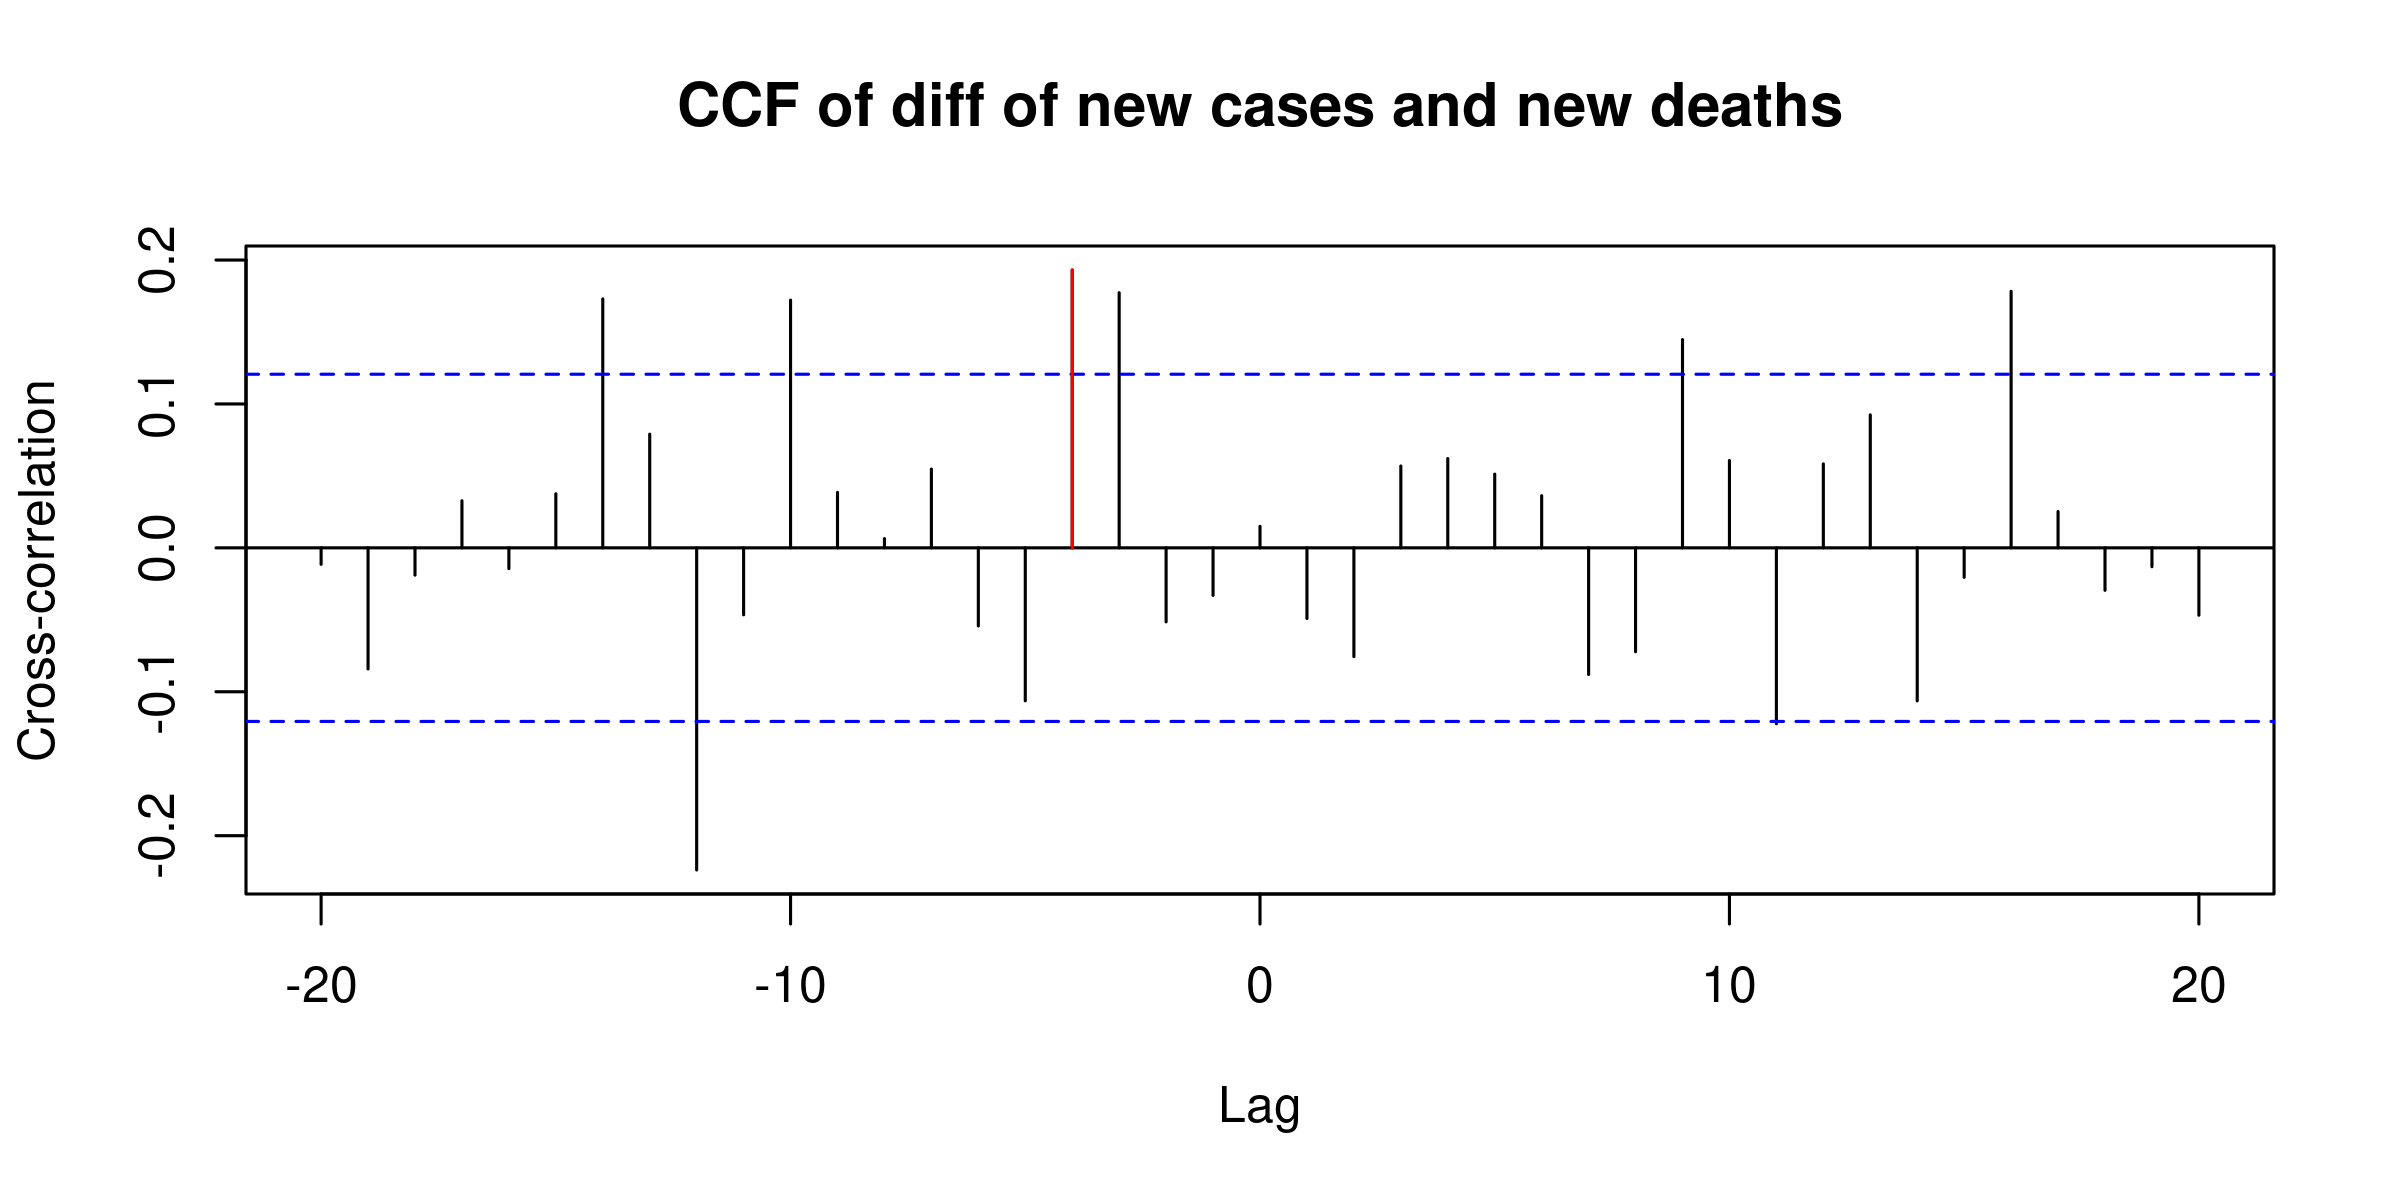 CCF of diff of new cases and new deaths
Cross-correlation
0.2
0.1
0.0
-0.1
-0.2
-20 -10 0 10 20
Lag